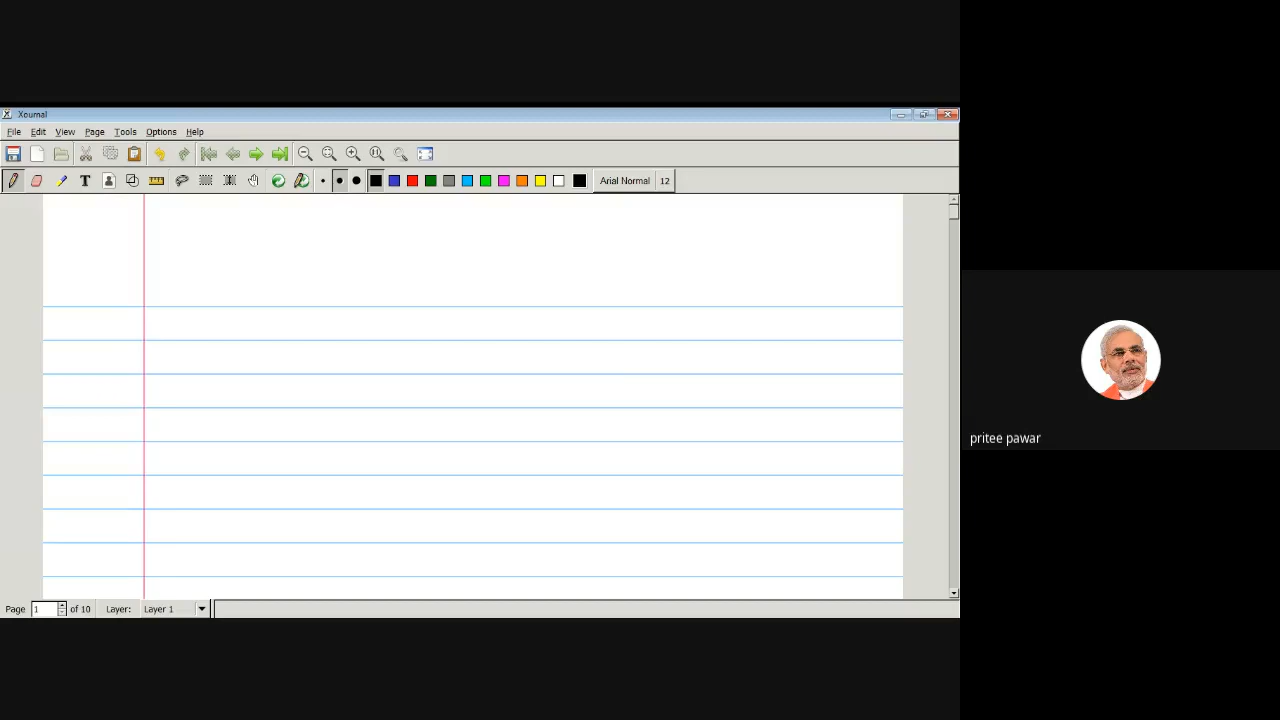 Xournal
File Edit View Page Tools Options Help
T Arial Normal 12
pritee pawar
Page 1 of 10 Layer: Layer 1